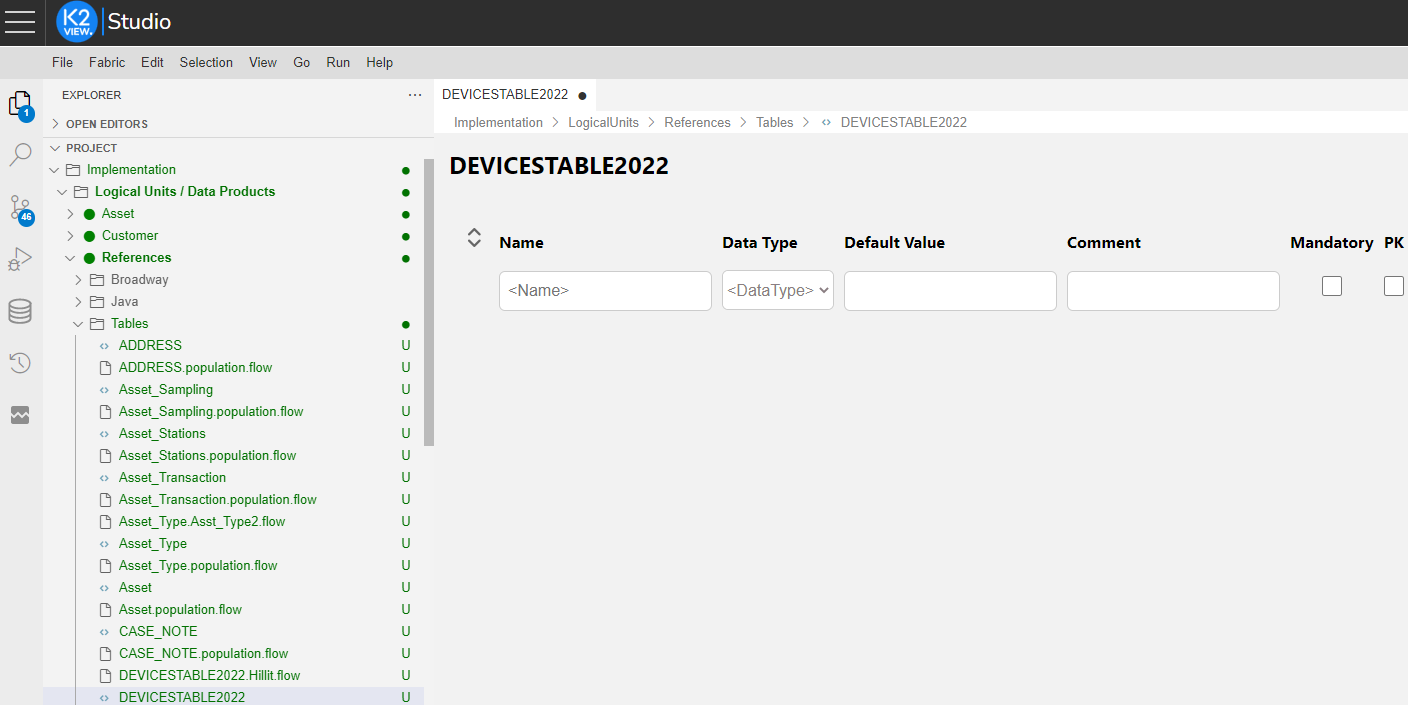 K2 VIEW. Studio
File Fabric Edit Selection View Go Run Help
EXPLORER ...
OPEN EDITORS
PROJECT
Implementation
Logical Units / Data Products
Asset
Customer
References
Broadway
Java
Tables
ADDRESS U
ADDRESS.population.flow U
Asset_Sampling U
Asset_Sampling.population.flow U
Asset_Stations U
Asset_Stations.population.flow U
Asset_Transaction U
Asset_Transaction.population.flow U
Asset_Type.Asst_Type2.flow U
Asset_Type U
Asset_Type.population.flow U
Asset U
Asset.population.flow U
CASE_NOTE U
CASE_NOTE.population.flow U
DEVICESTABLE2022.Hillit.flow U
DEVICESTABLE2022 U
1
46
DEVICESTABLE2022
Implementation > LogicalUnits > References > Tables > DEVICESTABLE2022
DEVICESTABLE2022
Name Data Type Default Value Comment Mandatory PK
<Name> <DataType>